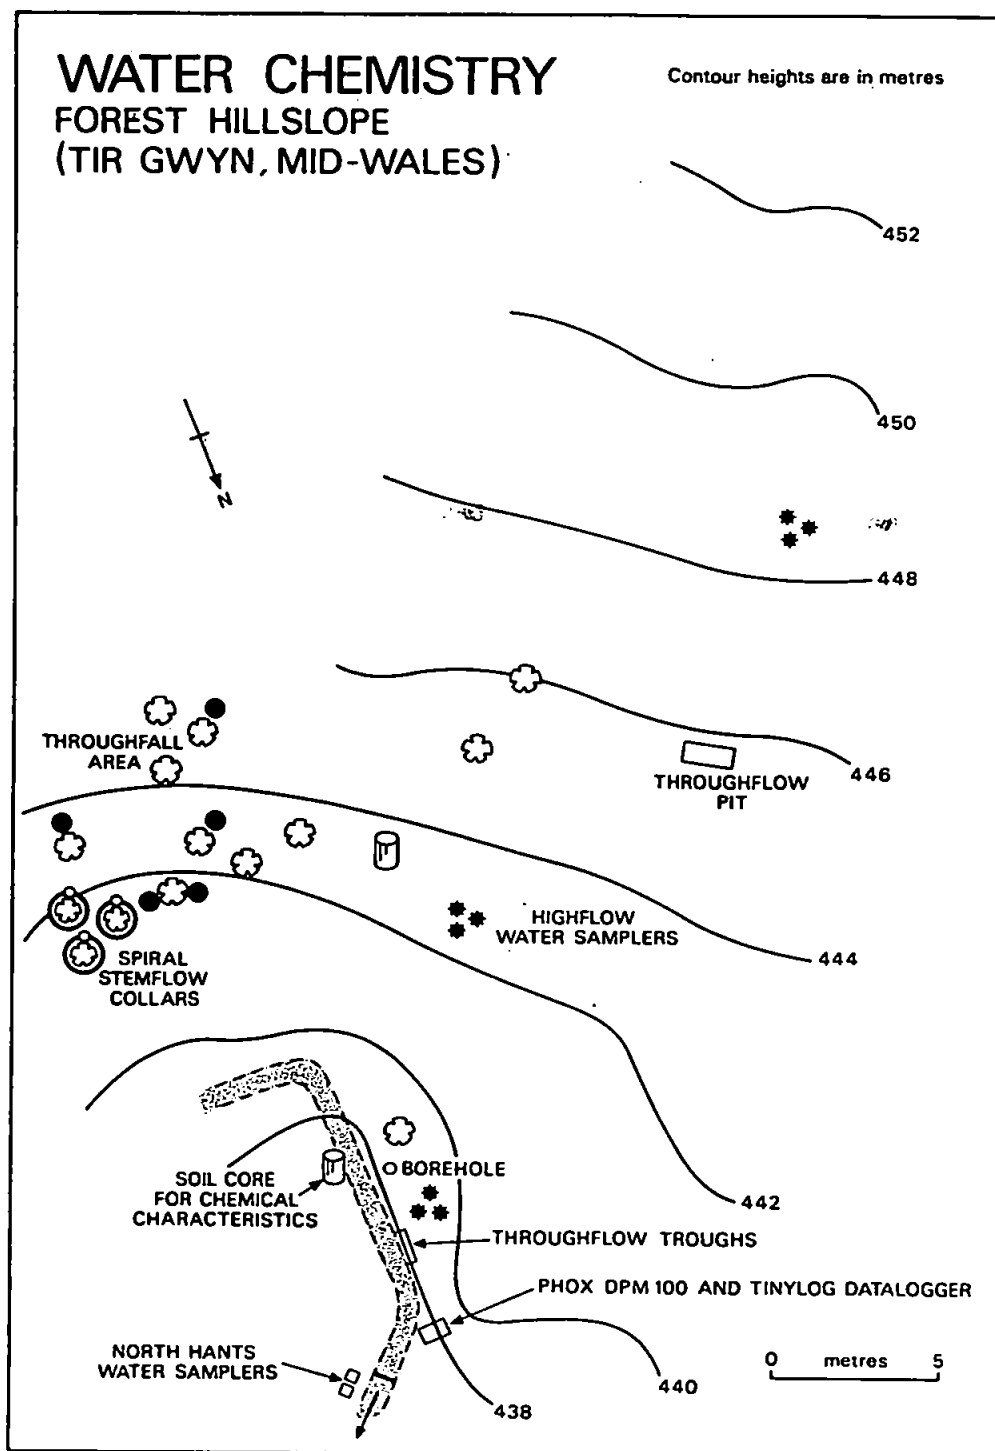 WATER CHEMISTRY
FOREST HILLSLOPE
(TIR GWYN, MID-WALES)
Contour heights are in metres
452
450
N
448
THROUGHFALL
AREA
446
THROUGHFLOW
PIT
HIGHFLOW
WATER SAMPLERS
444
SPIRAL
STEMFLOW
COLLARS
BOREHOLE
SOIL CORE
FOR CHEMICAL
CHARACTERISTICS
442
THROUGHFLOW TROUGHS
PHOX DPM 100 AND TINYLOG DATALOGGER
NORTH HANTS
WATER SAMPLERS
0 metres 5
440
438